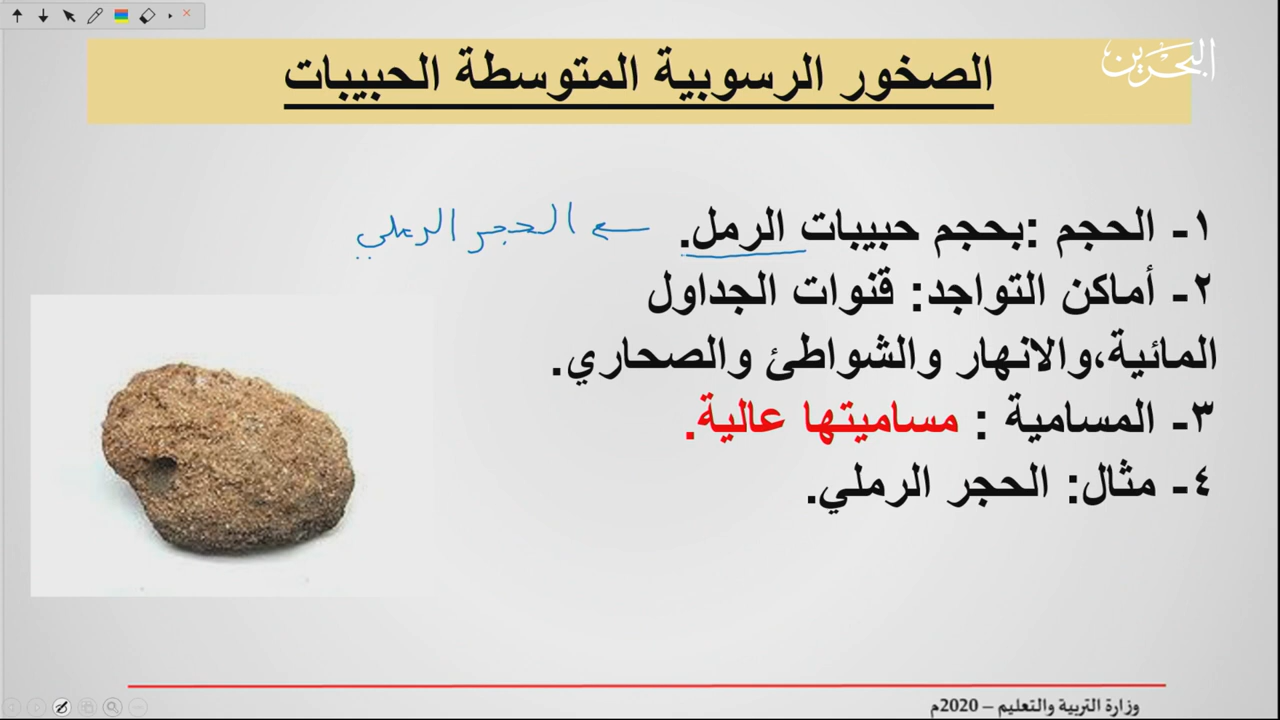 البحرين
الصخور الرسوبية المتوسطة الحبيبات
١- الحجم :بحجم حبيبات الرمل. ← الحجر الرملي
٢- أماكن التواجد: قنوات الجداول
المائية،والانهار والشواطئ والصحاري.
٣- المسامية : مساميتها عالية.
٤- مثال: الحجر الرملي.
وزارة التربية والتعليم – 2020م